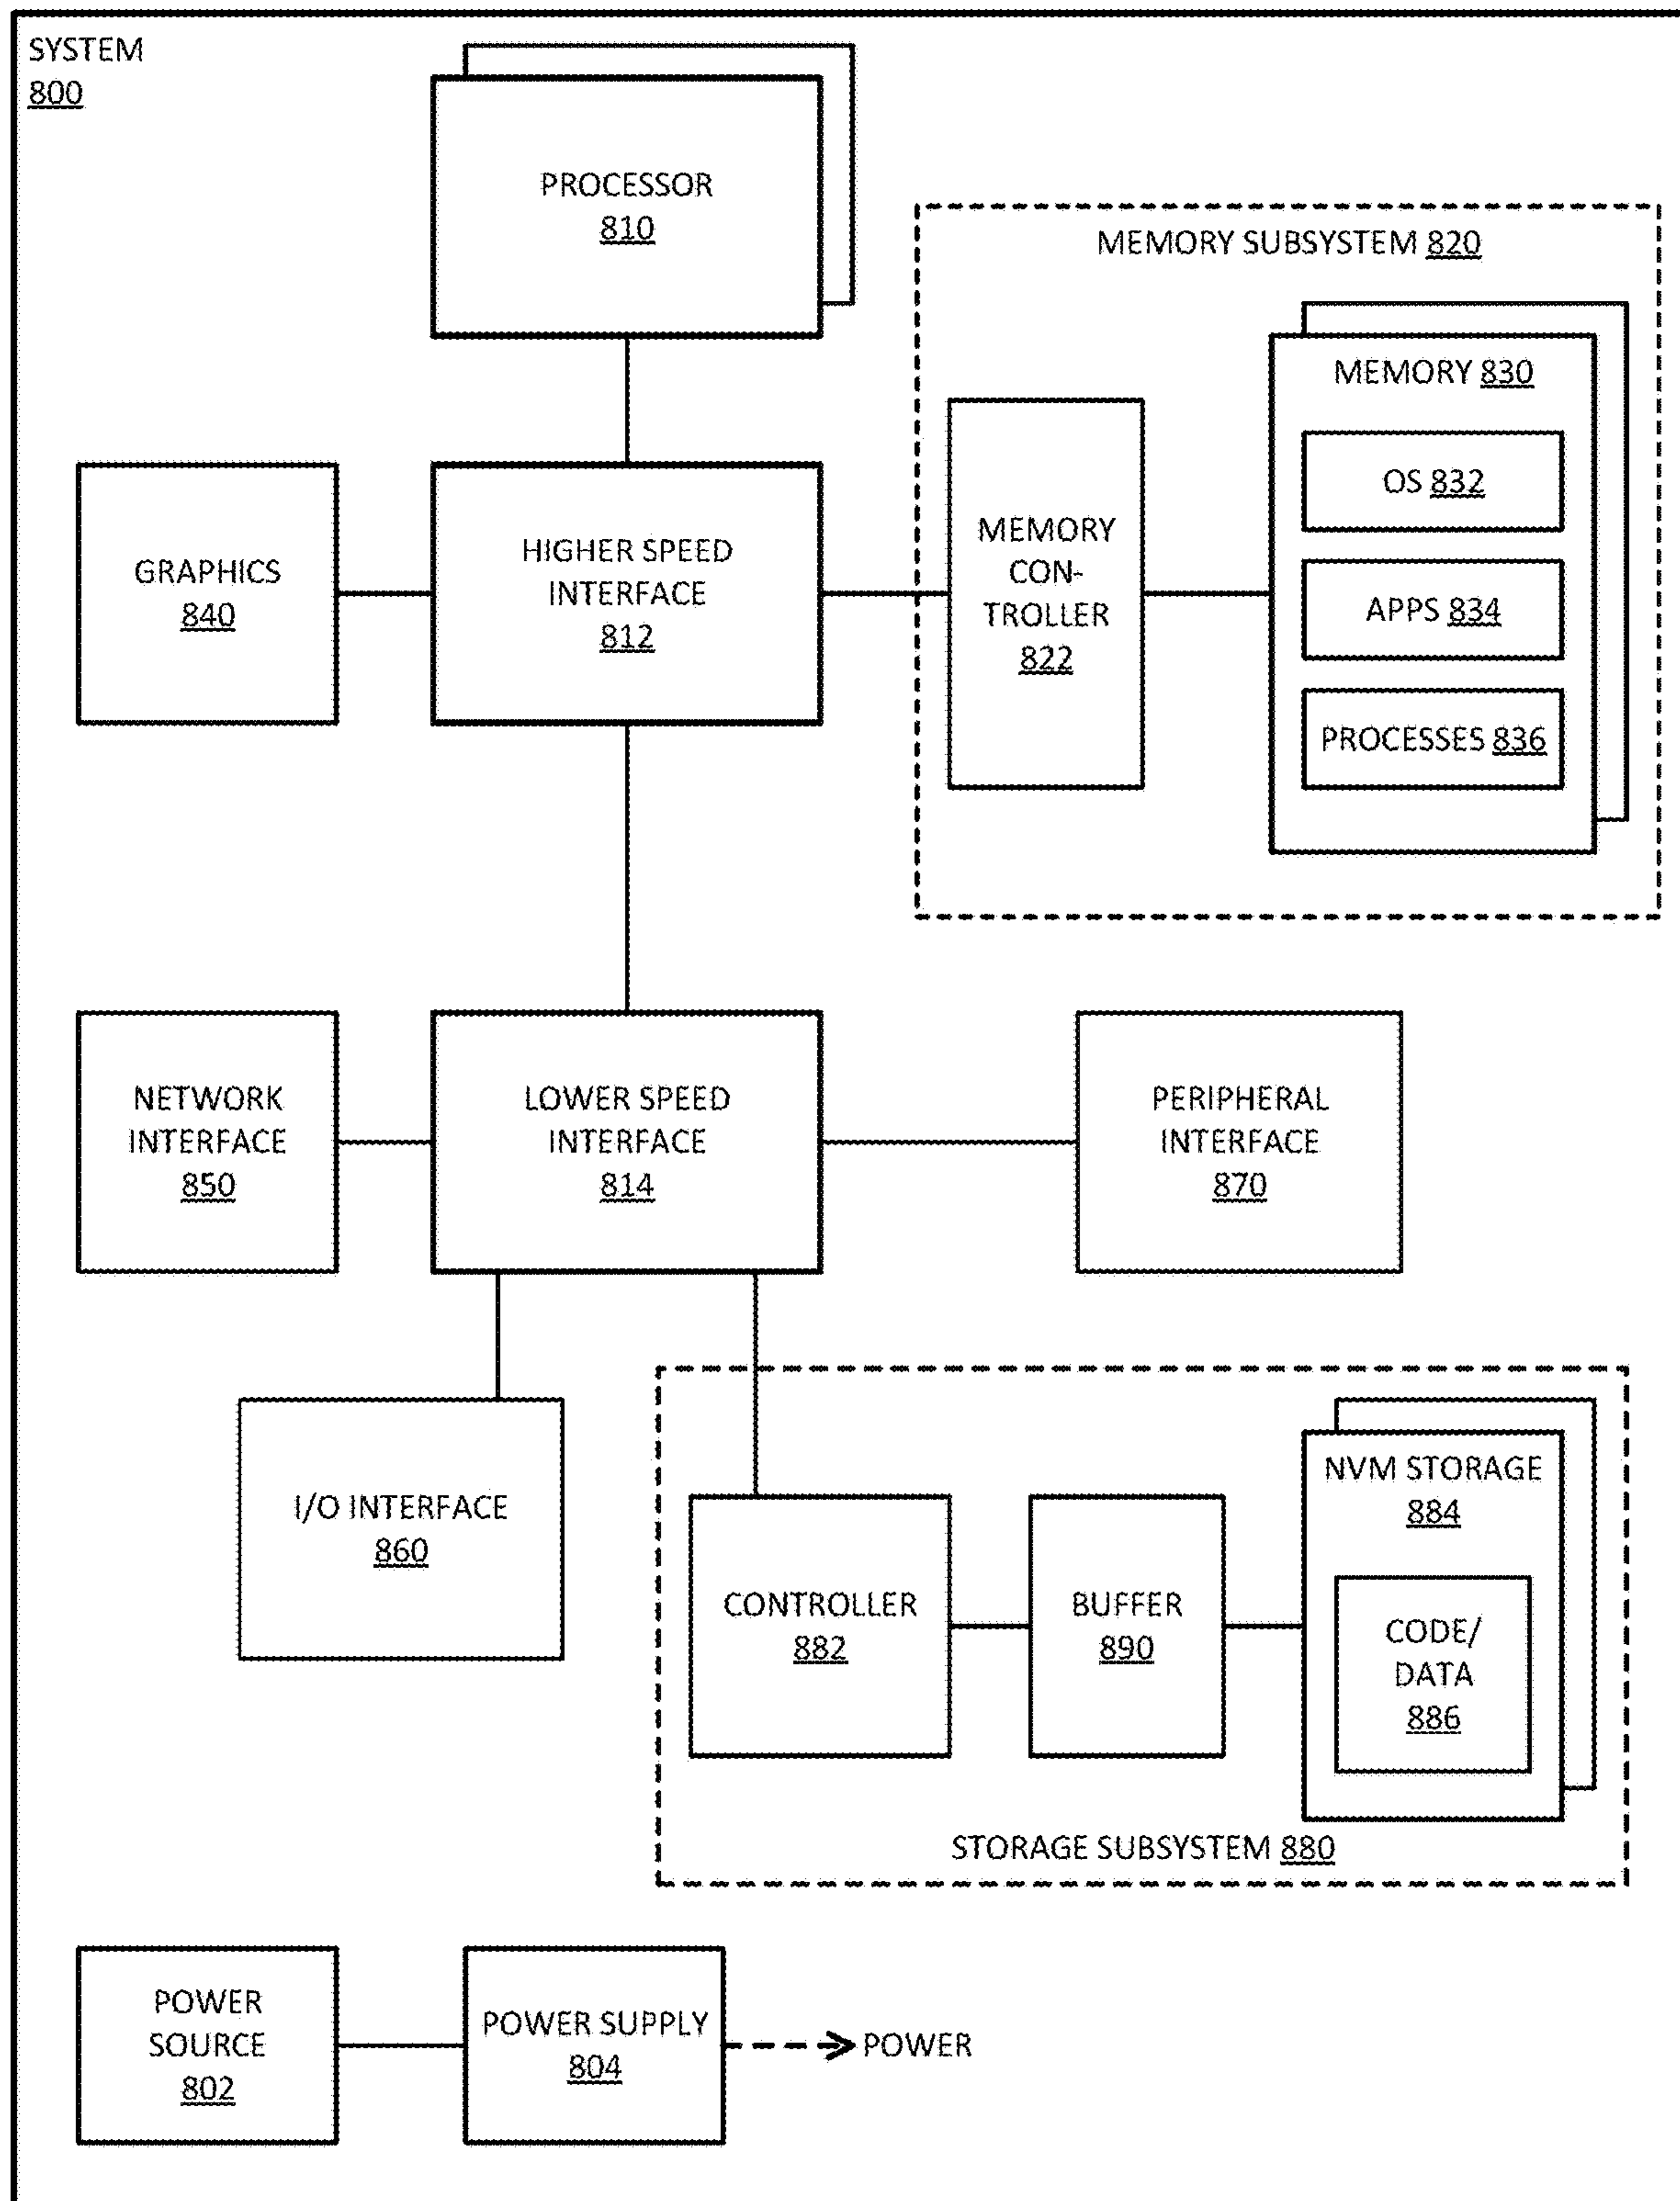 SYSTEM
800
PROCESSOR
810
MEMORY SUBSYSTEM 820
MEMORY 830
OS 832
APPS 834
PROCESSES 836
MEMORY
CON-
TROLLER
822
GRAPHICS
840
HIGHER SPEED
INTERFACE
812
NETWORK
INTERFACE
850
LOWER SPEED
INTERFACE
814
PERIPHERAL
INTERFACE
870
I/O INTERFACE
860
CONTROLLER
882
BUFFER
890
NVM STORAGE
884
CODE/
DATA
886
STORAGE SUBSYSTEM 880
POWER
SOURCE
802
POWER SUPPLY
804
POWER